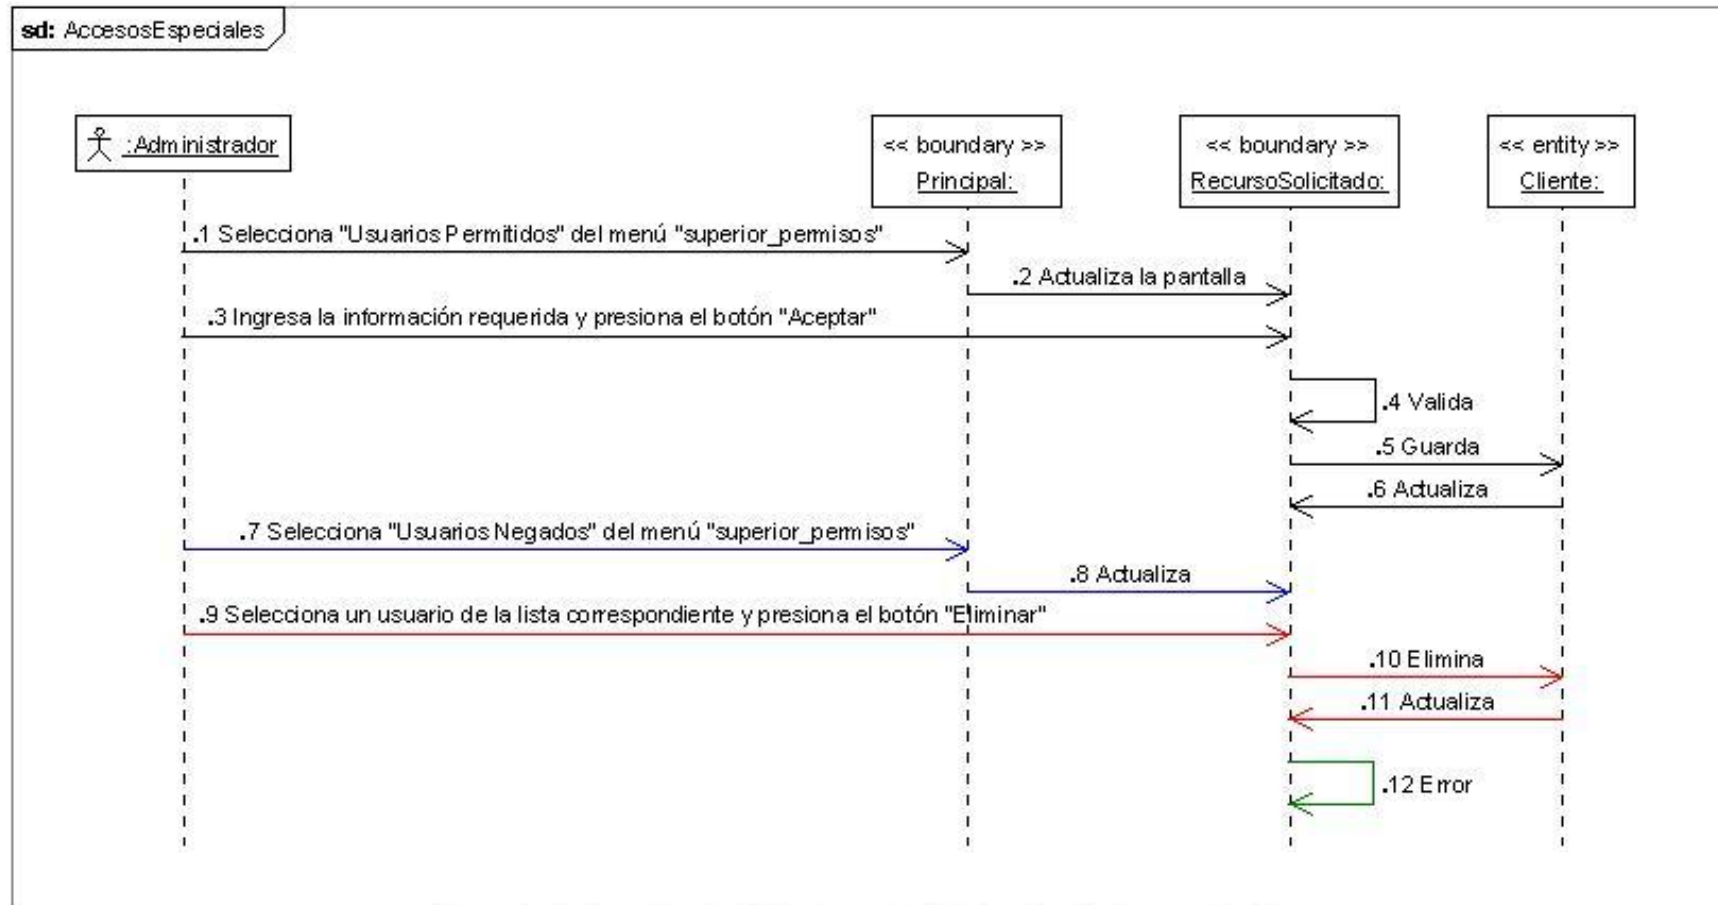 sd: AccesosEspeciales
:Administrador
<< boundary >>
Principal:
<< boundary >>
RecursoSolicitado:
<< entity >>
Cliente:
.1 Selecciona "Usuarios Permitidos" del menú "superior_permisos"
.2 Actualiza la pantalla
.3 Ingresa la información requerida y presiona el botón "Aceptar"
.4 Valida
.5 Guarda
.6 Actualiza
.7 Selecciona "Usuarios Negados" del menú "superior_permisos"
.8 Actualiza
.9 Selecciona un usuario de la lista correspondiente y presiona el botón "Eliminar"
.10 Elimina
.11 Actualiza
.12 Error